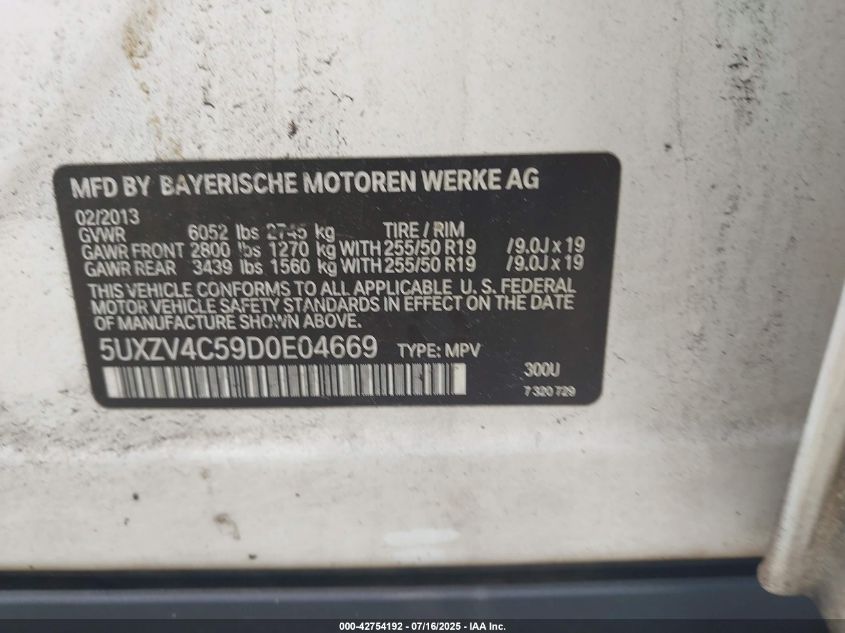 MFD BY BAYERISCHE MOTOREN WERKE AG
02/2013
GVWR 6052 lbs 2745 kg TIRE / RIM
GAWR FRONT 2800 lbs 1270 kg WITH 255/50 R19 /9.0J x 19
GAWR REAR 3439 lbs 1560 kg WITH 255/50 R19 /9.0J x 19
THIS VEHICLE CONFORMS TO ALL APPLICABLE U.S. FEDERAL
MOTOR VEHICLE SAFETY STANDARDS IN EFFECT ON THE DATE
OF MANUFACTURE SHOWN ABOVE.
5UXZV4C59D0E04669 TYPE: MPV
300U
7 320 729
000-42754192 - 07/16/2025 - IAA Inc.